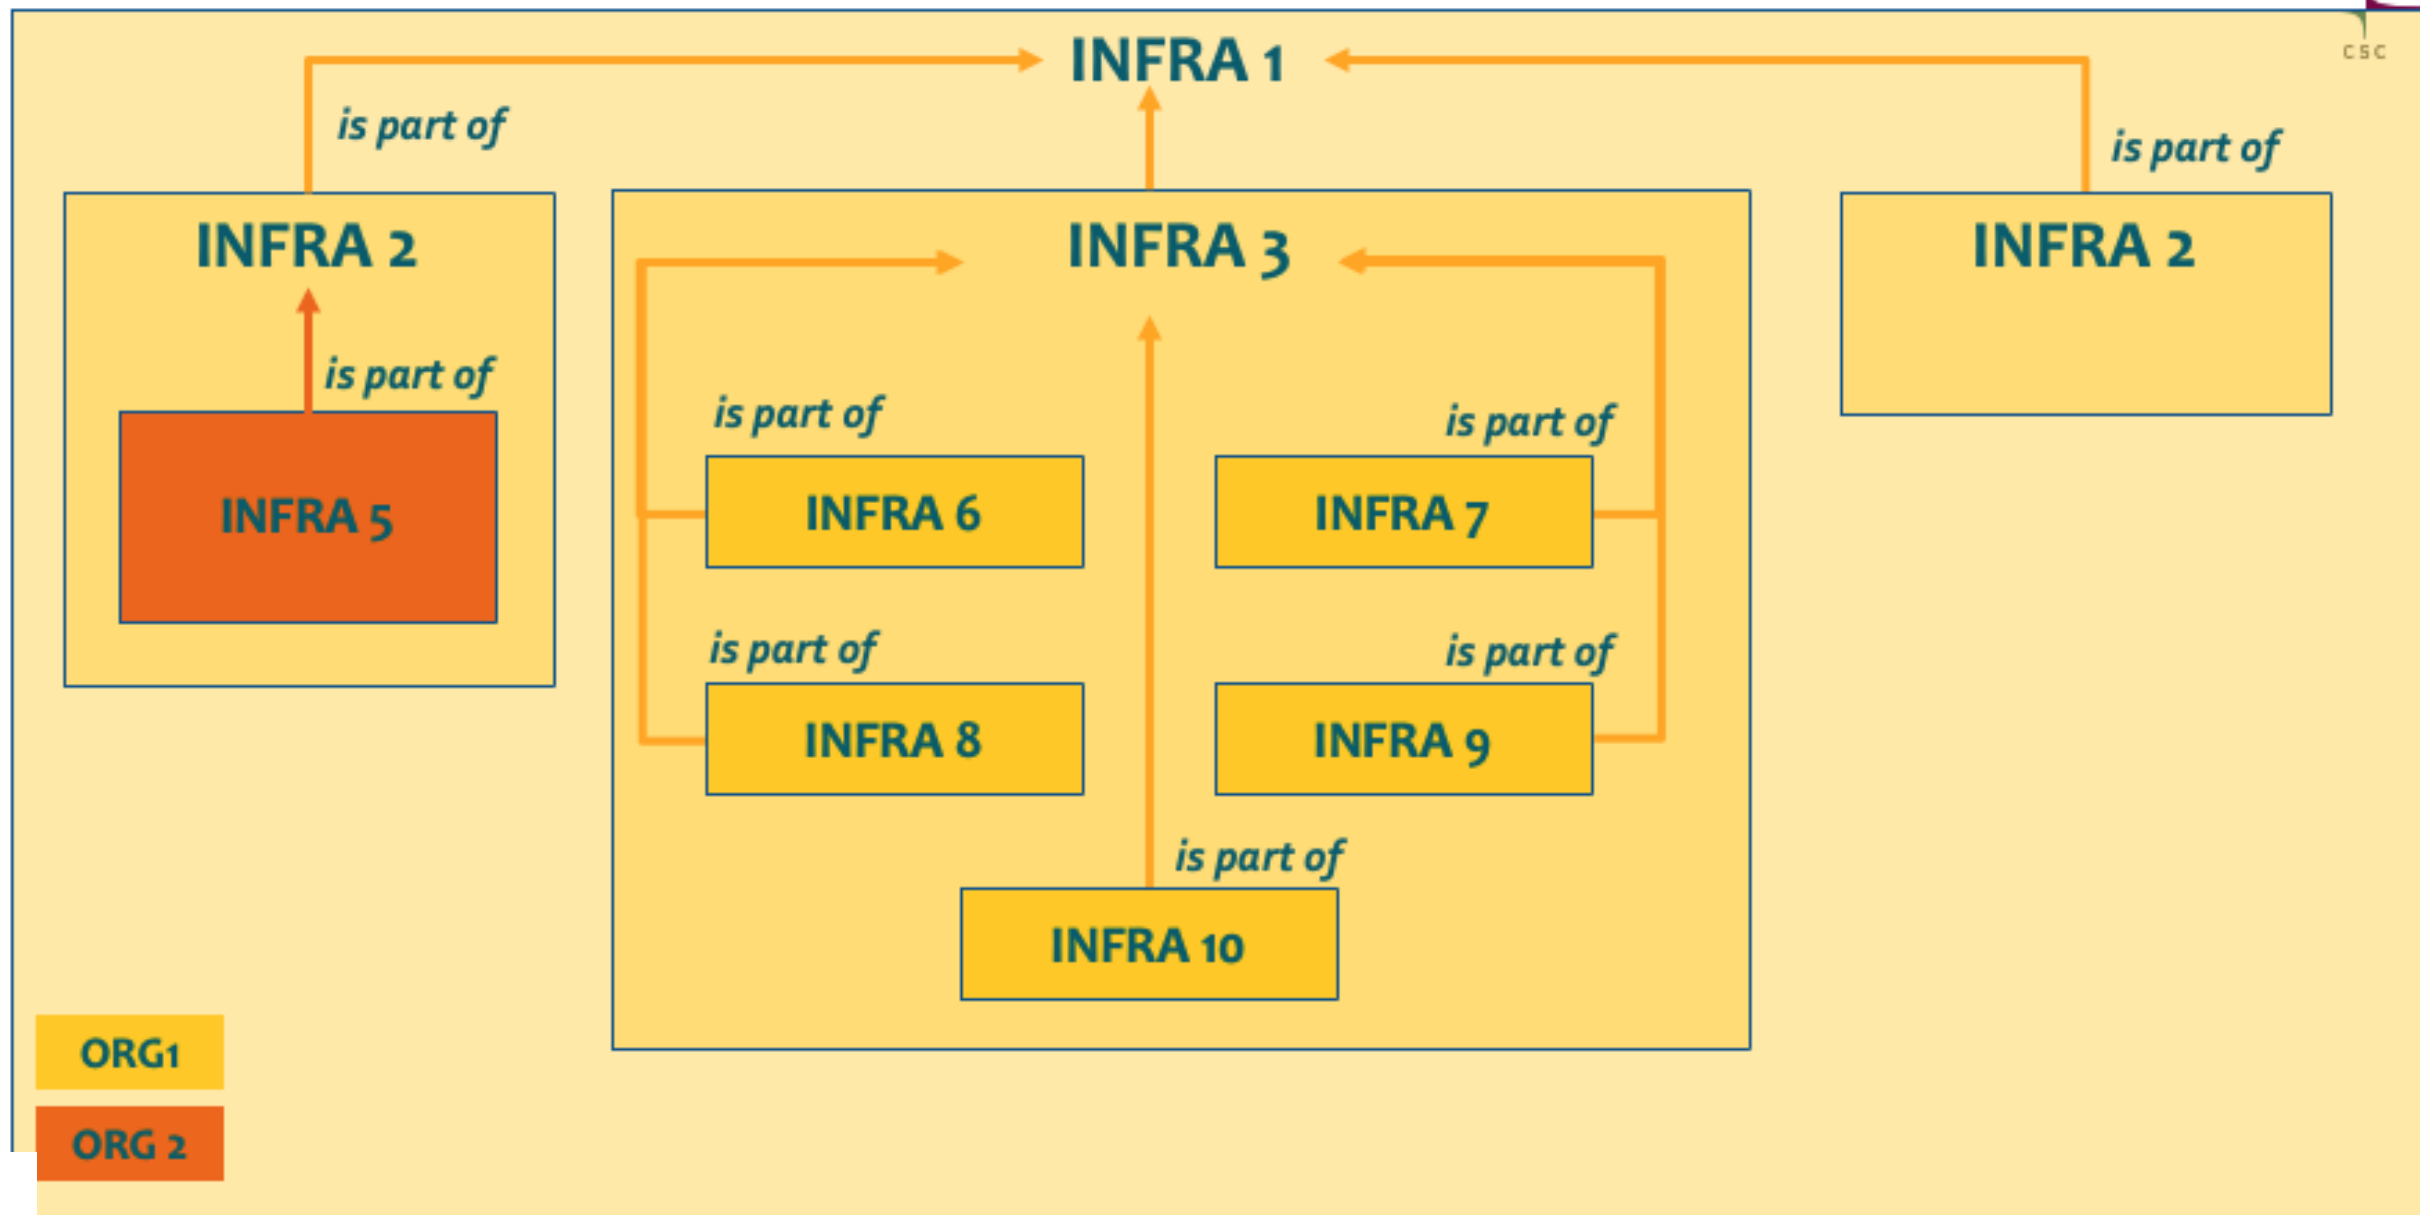 INFRA 1
CSC
is part of
is part of
INFRA 2
INFRA 3
INFRA 2
is part of
is part of
is part of
INFRA 5
INFRA 6
INFRA 7
is part of
is part of
INFRA 8
INFRA 9
is part of
INFRA 10
ORG1
ORG 2